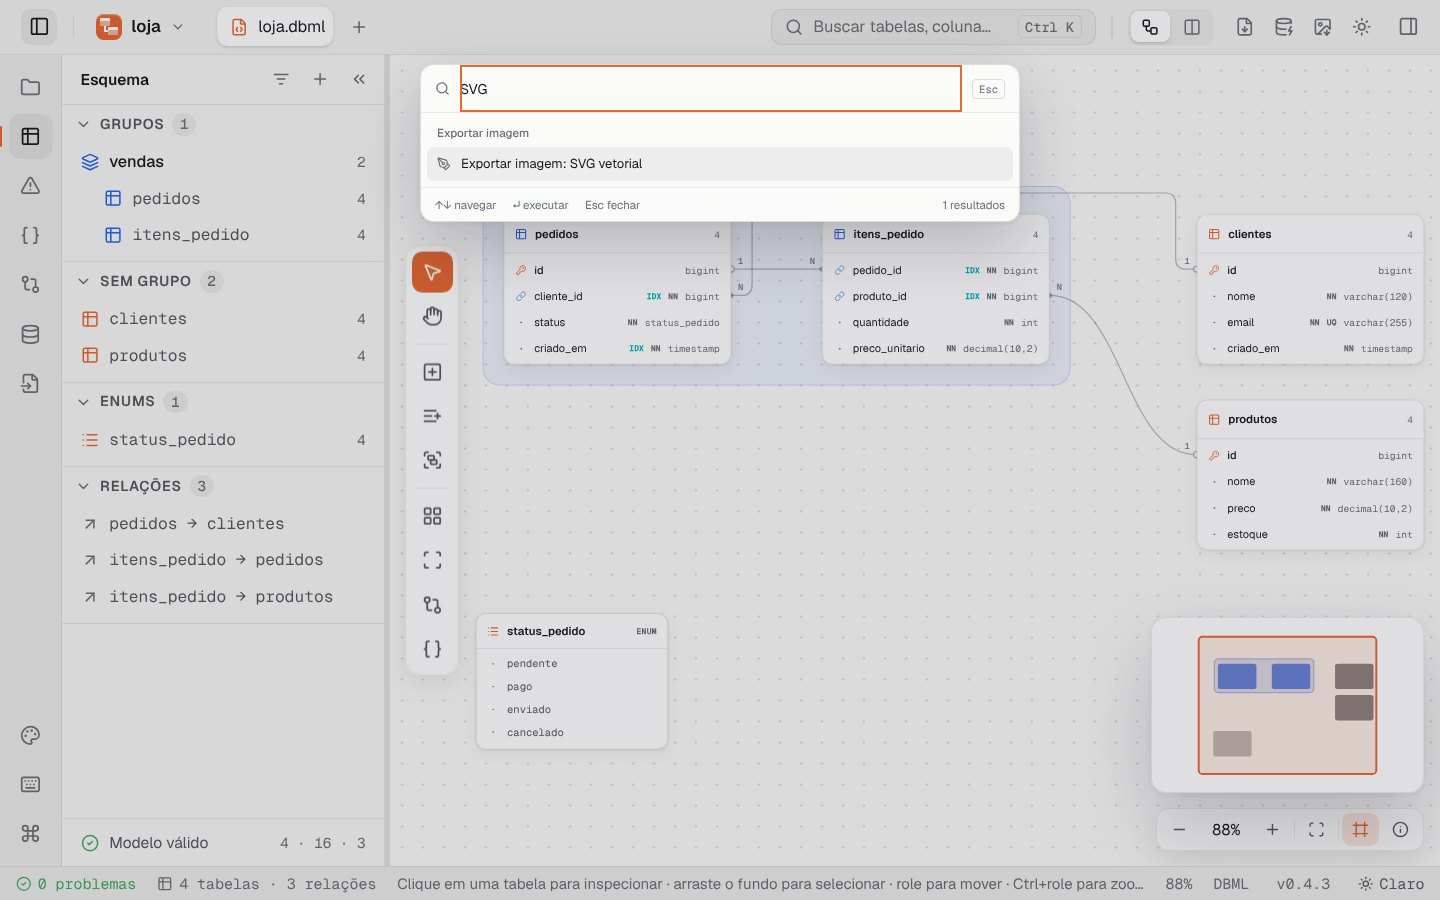 loja
loja.dbml
Buscar tabelas, coluna...
Ctrl K
Esquema
GRUPOS 1
vendas 2
pedidos 4
itens_pedido 4
SEM GRUPO 2
clientes 4
produtos 4
ENUMS 1
status_pedido 4
RELAÇÕES 3
pedidos → clientes
itens_pedido → pedidos
itens_pedido → produtos
Modelo válido 4 · 16 · 3
SVG
Esc
Exportar imagem
Exportar imagem: SVG vetorial
↑↓ navegar ↵ executar Esc fechar 1 resultados
pedidos 4
id bigint
cliente_id IDX NN bigint
status NN status_pedido
criado_em IDX NN timestamp
1 N
N
itens_pedido 4
pedido_id IDX NN bigint
produto_id IDX NN bigint
quantidade NN int
preco_unitario NN decimal(10,2)
N
1
clientes 4
id bigint
nome NN varchar(120)
email NN UQ varchar(255)
criado_em NN timestamp
1
produtos 4
id bigint
nome NN varchar(160)
preco NN decimal(10,2)
estoque NN int
status_pedido ENUM
pendente
pago
enviado
cancelado
88%
0 problemas
4 tabelas · 3 relações
Clique em uma tabela para inspecionar · arraste o fundo para selecionar · role para mover · Ctrl+role para zoo...
88%
DBML
v0.4.3
Claro